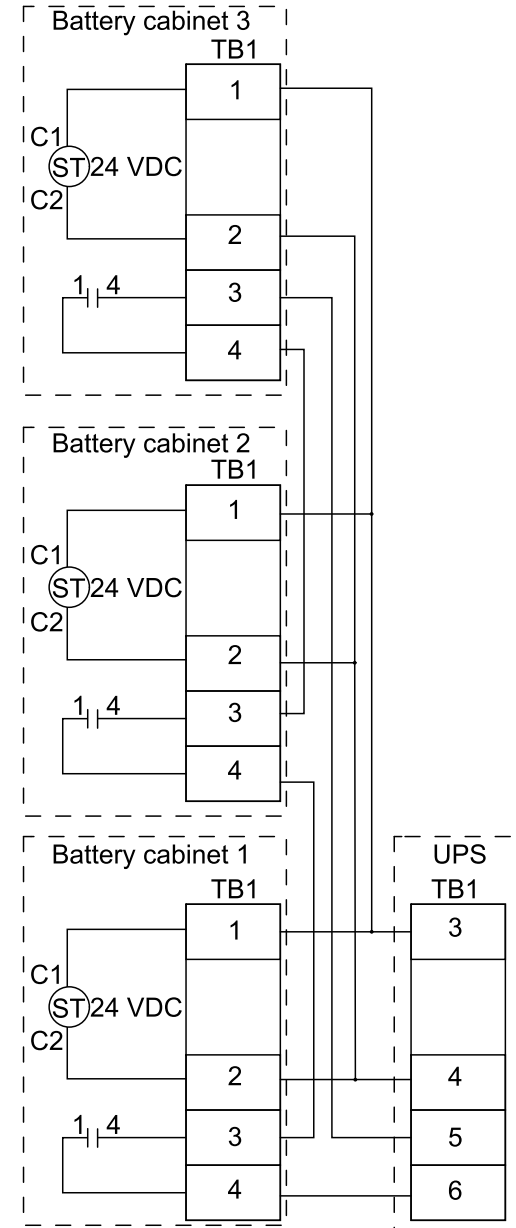 Battery cabinet 3
TB1
1
C1
ST 24 VDC
C2
2
1 4
3
4
Battery cabinet 2
TB1
1
C1
ST 24 VDC
C2
2
1 4
3
4
Battery cabinet 1
UPS
TB1
TB1
1
3
C1
ST 24 VDC
C2
2
4
1 4
3
5
4
6